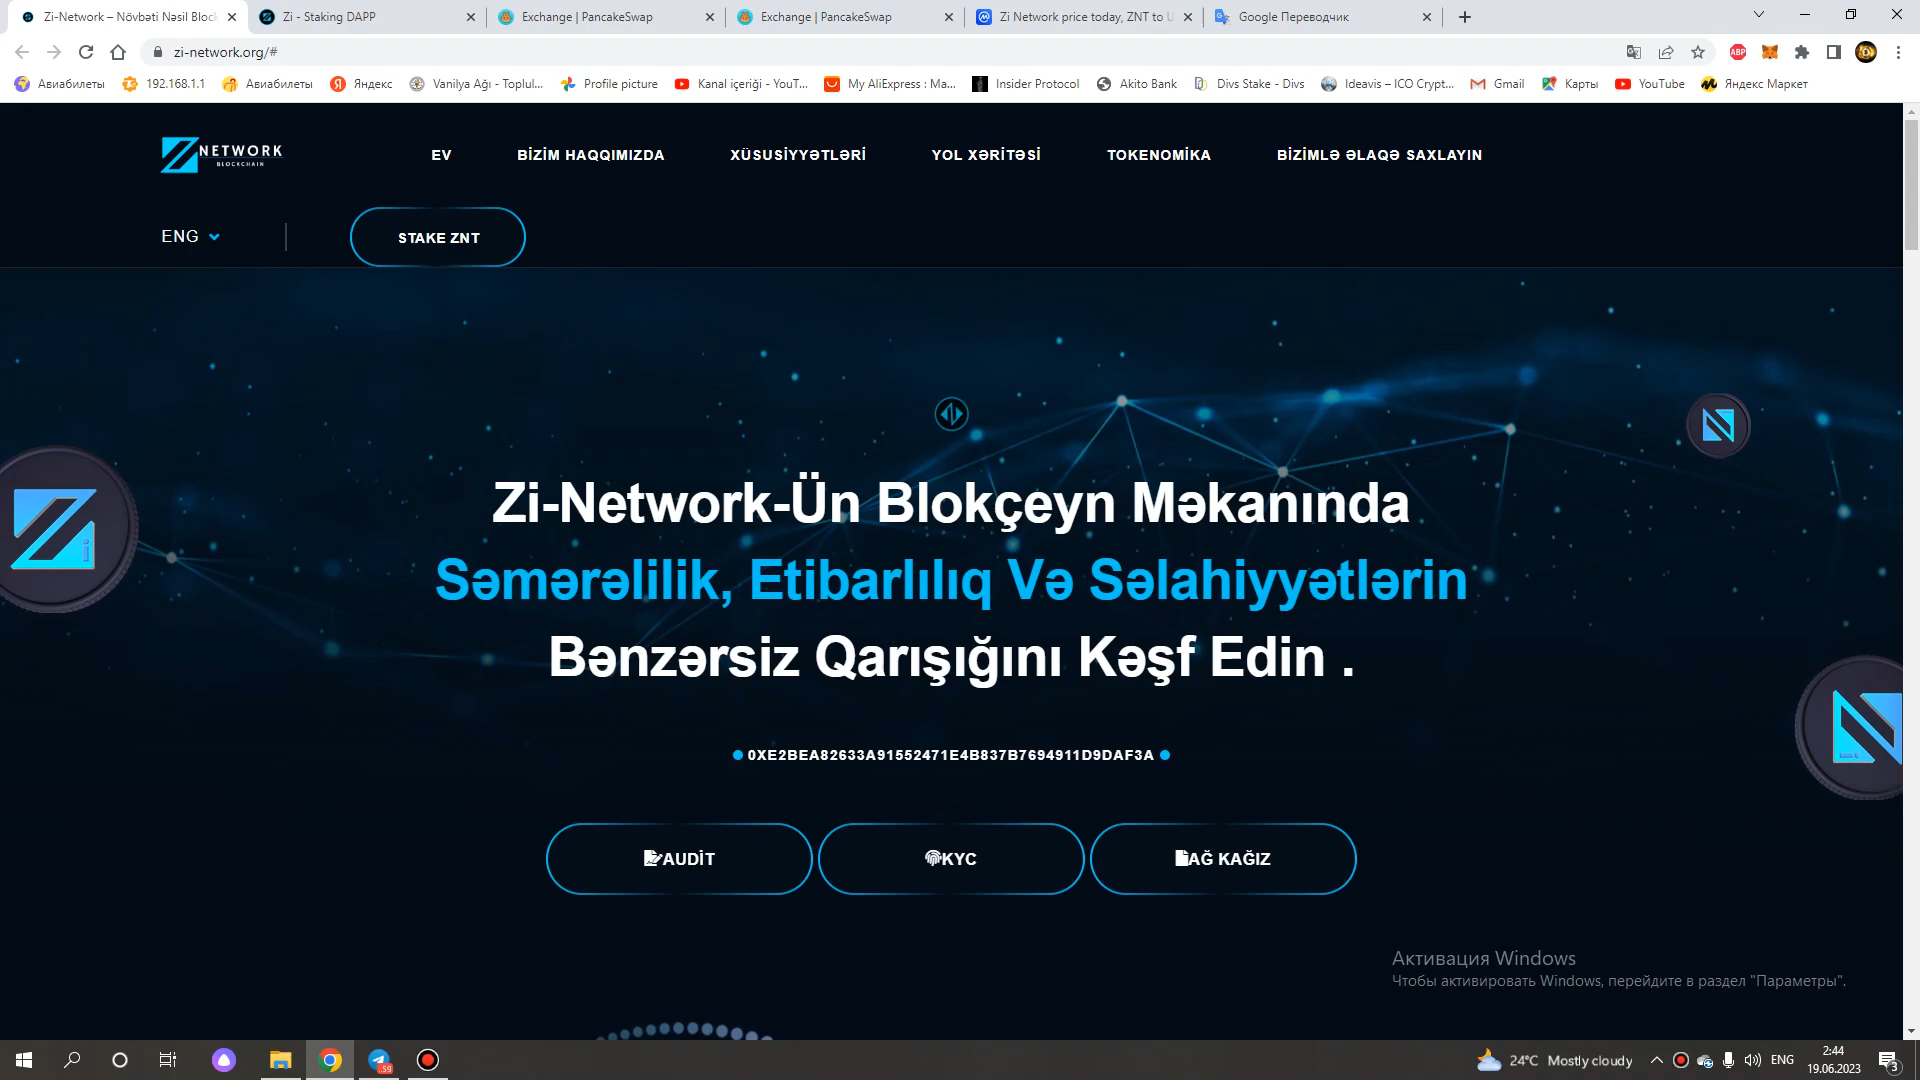 Zi-Network – Növbəti Nəsil Block
Zi - Staking DAPP
Exchange | PancakeSwap
Exchange | PancakeSwap
Zi Network price today, ZNT to U
Google Переводчик
zi-network.org/#
ABP
Авиабилеты
192.168.1.1
Авиабилеты
Яндекс
Vanilya Ağı - Toplul...
Profile picture
Kanal içeriği - YouT...
My AliExpress : Ma...
Insider Protocol
Akito Bank
Divs Stake - Divs
Ideavis – ICO Crypt...
Gmail
Карты
YouTube
Яндекс Маркет
NETWORK
BLOCKCHAIN
EV
BİZİM HAQQIMIZDA
XÜSUSİYYƏTLƏRİ
YOL XƏRİTƏSİ
TOKENOMİKA
BİZİMLƏ ƏLAQƏ SAXLAYIN
ENG
STAKE ZNT
Zi-Network-Ün Blokçeyn Məkanında
Səmərəlilik, Etibarlılıq Və Səlahiyyətlərin
Bənzərsiz Qarışığını Kəşf Edin .
0XE2BEA82633A91552471E4B837B7694911D9DAF3A
AUDİT
KYC
AĞ KAĞIZ
Активация Windows
Чтобы активировать Windows, перейдите в раздел "Параметры".
59
24°C Mostly cloudy
ENG
2:44
19.06.2023
3